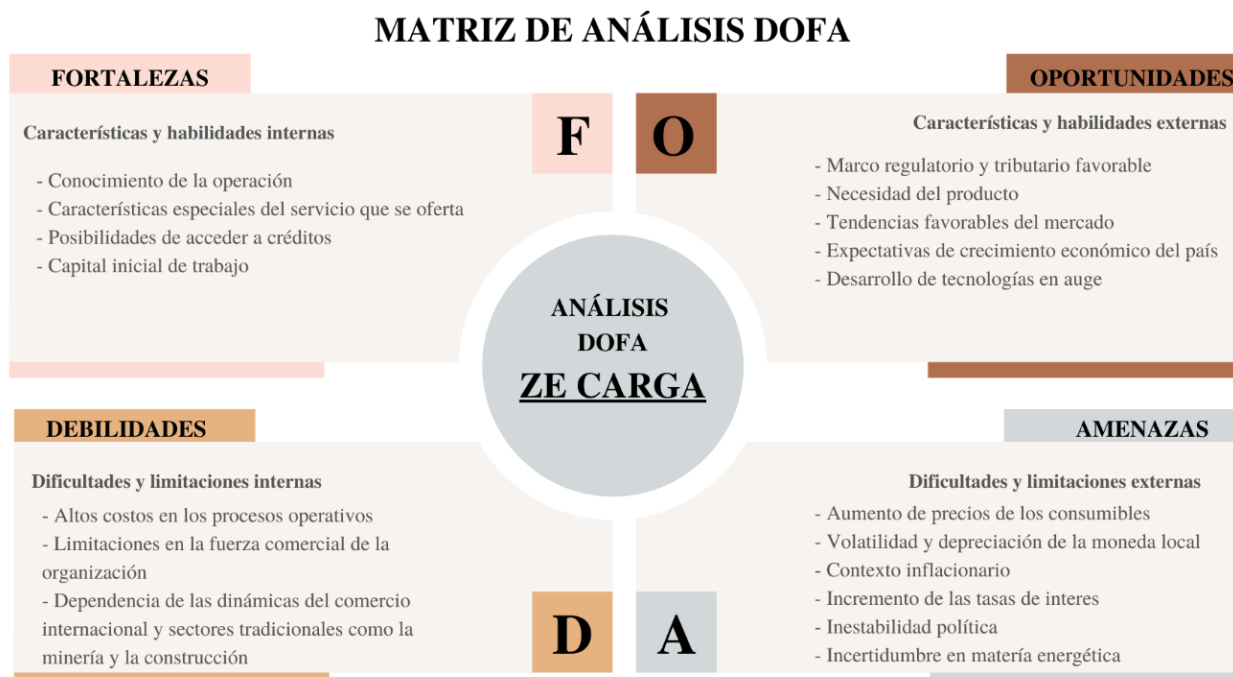 MATRIZ DE ANÁLISIS DOFA
FORTALEZAS
Características y habilidades internas
- Conocimiento de la operación
- Características especiales del servicio que se oferta
- Posibilidades de acceder a créditos
- Capital inicial de trabajo
F
O
OPORTUNIDADES
Características y habilidades externas
- Marco regulatorio y tributario favorable
- Necesidad del producto
- Tendencias favorables del mercado
- Expectativas de crecimiento económico del país
- Desarrollo de tecnologías en auge
ANÁLISIS
DOFA
ZE CARGA
DEBILIDADES
Dificultades y limitaciones internas
- Altos costos en los procesos operativos
- Limitaciones en la fuerza comercial de la
organización
- Dependencia de las dinámicas del comercio
internacional y sectores tradicionales como la
minería y la construcción
D
A
AMENAZAS
Dificultades y limitaciones externas
- Aumento de precios de los consumibles
- Volatilidad y depreciación de la moneda local
- Contexto inflacionario
- Incremento de las tasas de interes
- Inestabilidad política
- Incertidumbre en matería energética